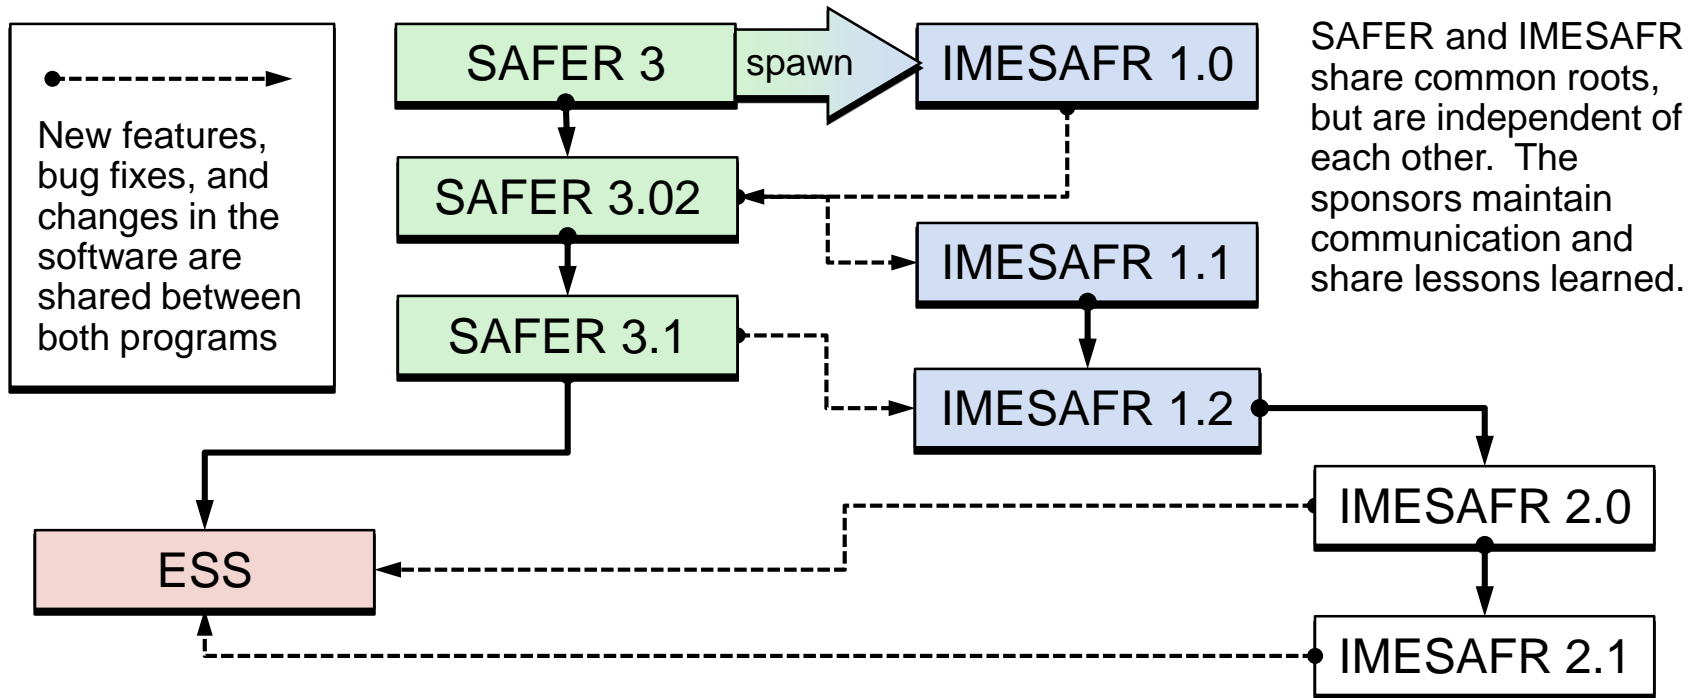 New features,
bug fixes, and
changes in the
software are
shared between
both programs
SAFER 3
spawn
IMESAFR 1.0
SAFER 3.02
IMESAFR 1.1
SAFER 3.1
IMESAFR 1.2
IMESAFR 2.0
ESS
IMESAFR 2.1
SAFER and IMESAFR
share common roots,
but are independent of
each other.  The
sponsors maintain
communication and
share lessons learned.